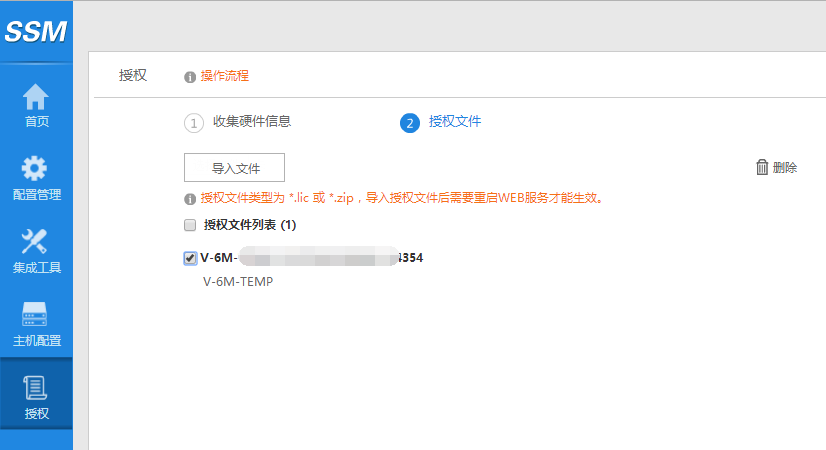 SSM
首页
配置管理
集成工具
主机配置
授权
授权
操作流程
1 收集硬件信息
2 授权文件
导入文件
删除
授权文件类型为 *.lic 或 *.zip，导入授权文件后需要重启WEB服务才能生效。
授权文件列表 (1)
V-6M- 4354
V-6M-TEMP